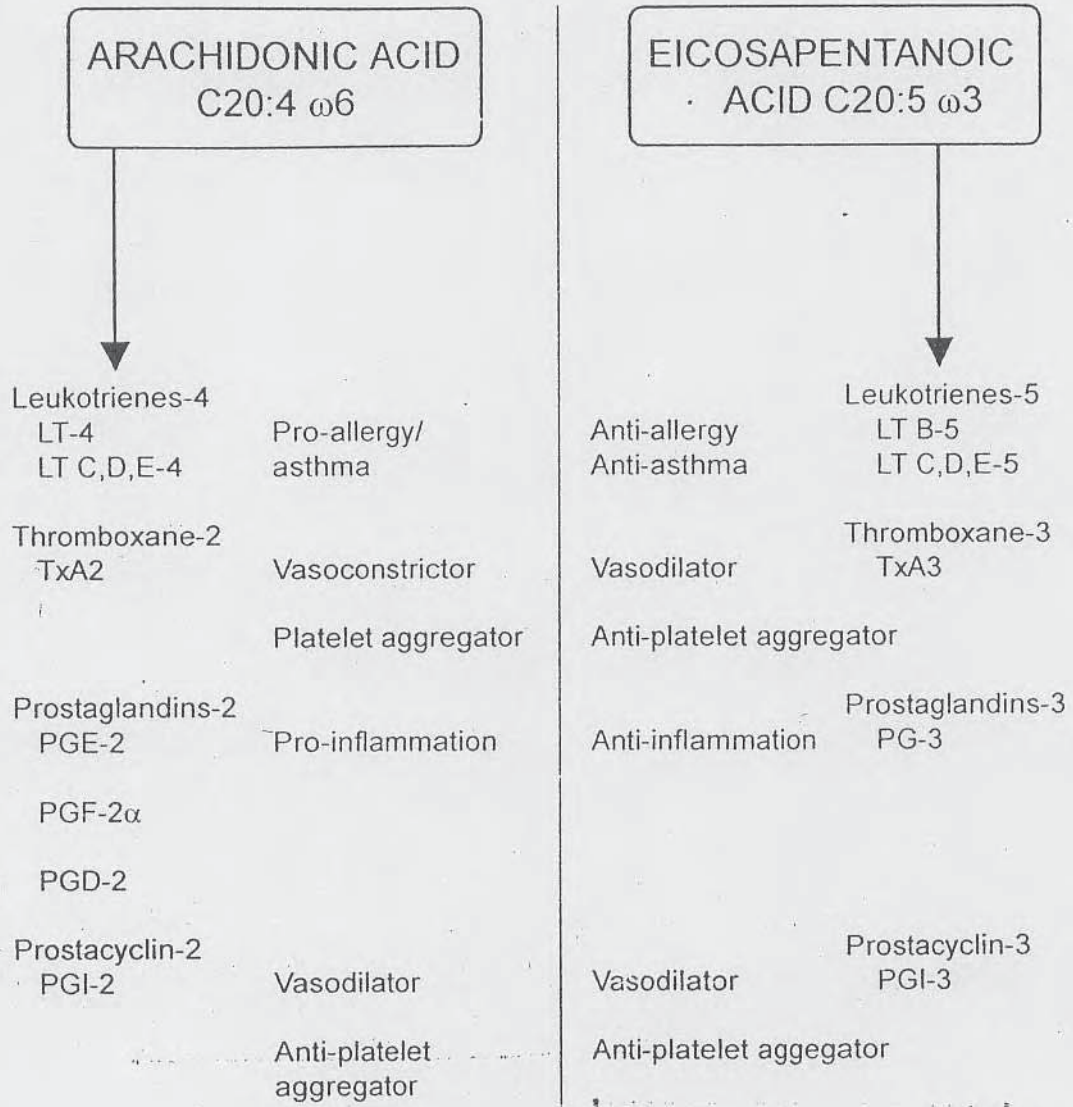 ARACHIDONIC ACID
C20:4 ω6
Leukotrienes-4
LT-4
LT C,D,E-4
Pro-allergy/
asthma
Thromboxane-2
TxA2
Vasoconstrictor
Platelet aggregator
Prostaglandins-2
PGE-2
Pro-inflammation
PGF-2α
PGD-2
Prostacyclin-2
PGI-2
Vasodilator
Anti-platelet
aggregator
EICOSAPENTANOIC
ACID C20:5 ω3
Leukotrienes-5
Anti-allergy
LT B-5
Anti-asthma
LT C,D,E-5
Thromboxane-3
Vasodilator
TxA3
Anti-platelet aggregator
Prostaglandins-3
Anti-inflammation
PG-3
Prostacyclin-3
Vasodilator
PGI-3
Anti-platelet aggegator